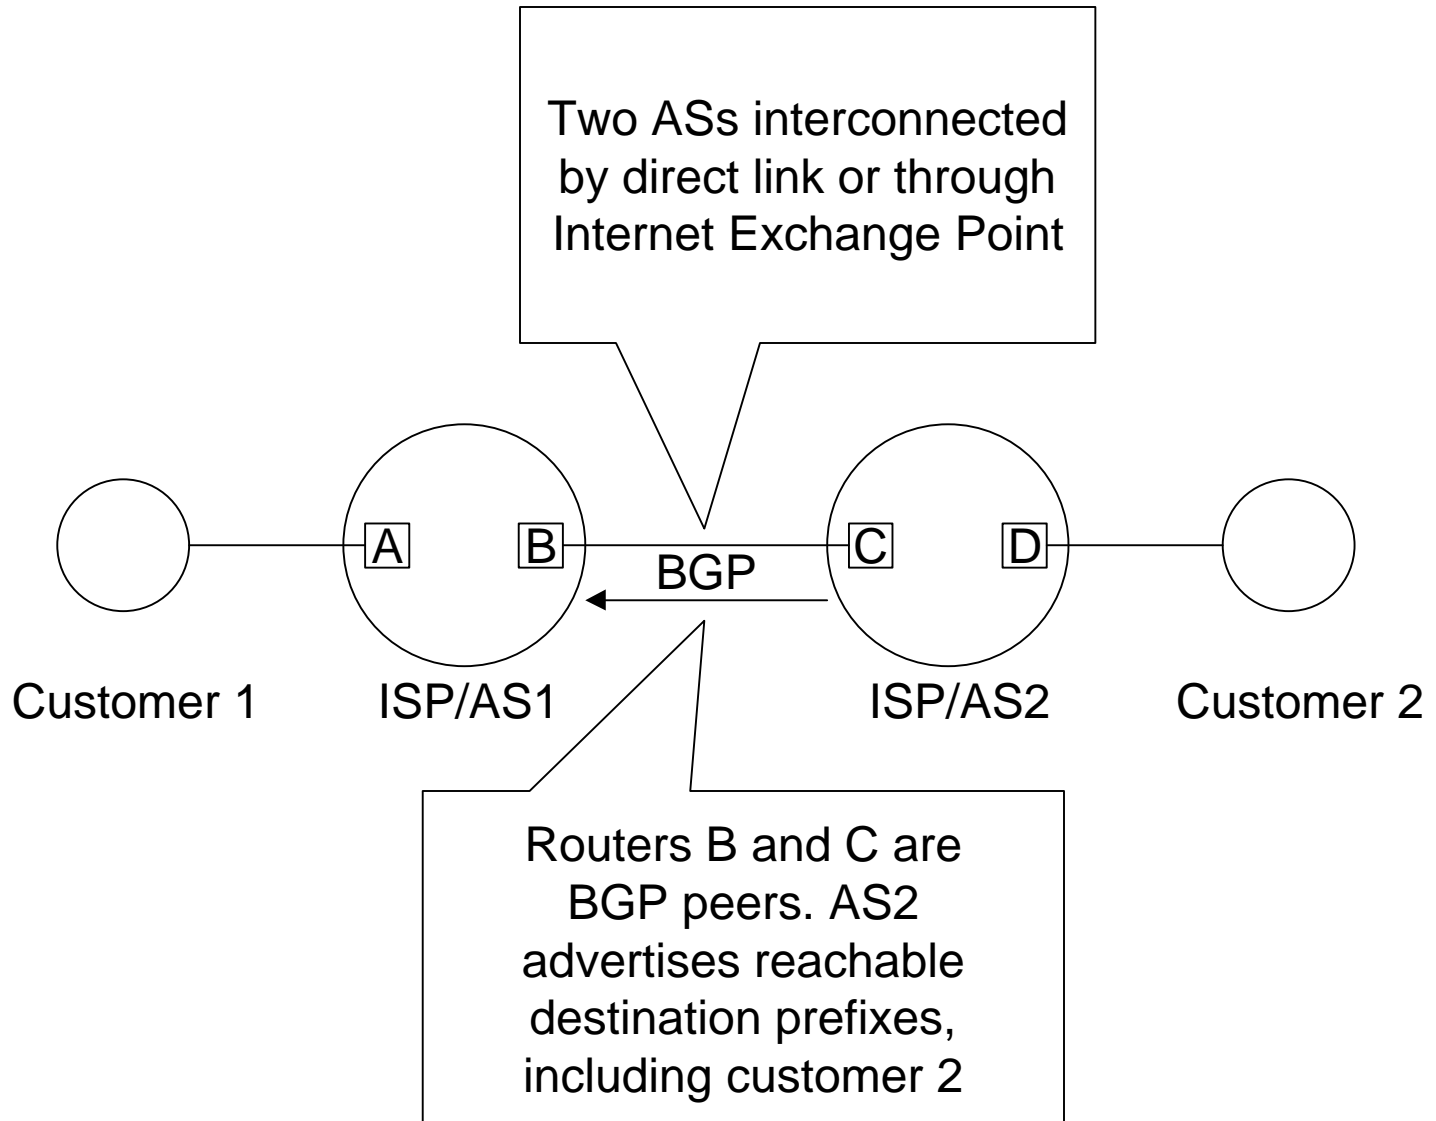 Two ASs interconnected
by direct link or through
Internet Exchange Point
A
B
C
D
BGP
Customer 1
ISP/AS1
ISP/AS2
Customer 2
Routers B and C are
BGP peers. AS2
advertises reachable
destination prefixes,
including customer 2